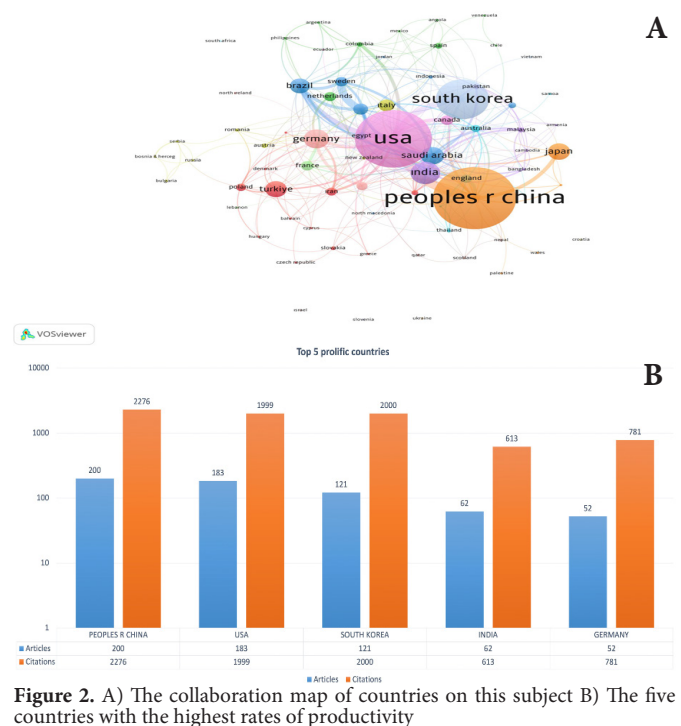 A
venezuela
argentina
angola
philippines
mexico
south africa
colombia
spain
ecuador
chile
jordan
vietnam
indonesia
sweden
brazil
pakistan
north ireland
netherlands
samoa
south korea
italy
canada
armenia
romania
egypt
usa
australia
malaysia
germany
serbia
austria
cambodia
japan
saudi arabia
new zealand
bosnia & herceg
russia
france
denmark
india
bangladesh
bulgaria
england
poland
turkiye
iran
peoples r china
lebanon
north macedonia
bahrain
cyprus
thailand
hungary
nepal
croatia
slovakia
greece
qatar
scotland
wales
czech republic
palestine
israel
slovenia
ukraine
VOSviewer
Top 5 prolific countries
B
10000
1000
100
10
1
200
2276
183
1999
121
2000
62
613
52
781
PEOPLES R CHINA USA SOUTH KOREA INDIA GERMANY
Articles 200 183 121 62 52
Citations 2276 1999 2000 613 781
Articles Citations
Figure 2. A) The collaboration map of countries on this subject B) The five
countries with the highest rates of productivity